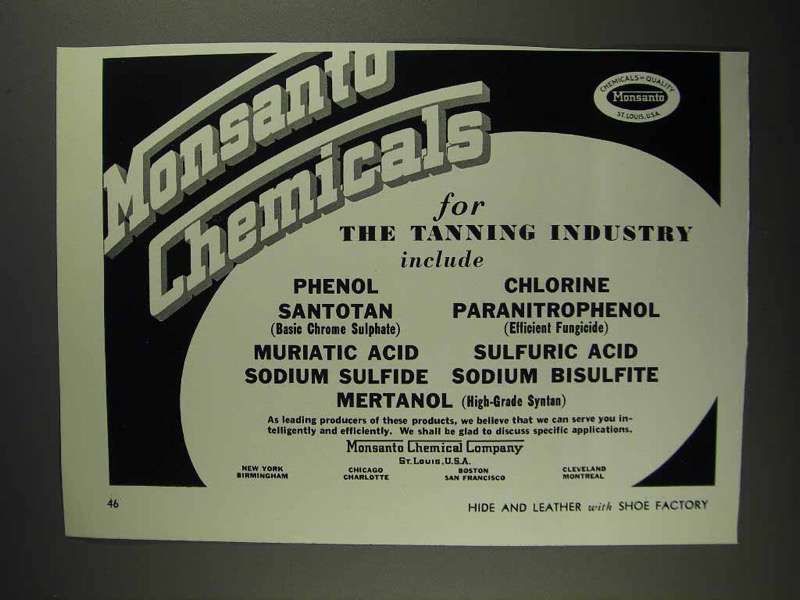 Monsanto
Chemicals
CHEMICALS OF QUALITY
Monsanto
ST. LOUIS, U.S.A.
for
THE TANNING INDUSTRY
include
PHENOL CHLORINE
SANTOTAN PARANITROPHENOL
(Basic Chrome Sulphate) (Efficient Fungicide)
MURIATIC ACID SULFURIC ACID
SODIUM SULFIDE SODIUM BISULFITE
MERTANOL (High-Grade Syntan)
As leading producers of these products, we believe that we can serve you in-
telligently and efficiently. We shall be glad to discuss specific applications.
Monsanto Chemical Company
ST. LOUIS, U.S.A.
NEW YORK CHICAGO BOSTON CLEVELAND
BIRMINGHAM CHARLOTTE SAN FRANCISCO MONTREAL
46 HIDE AND LEATHER with SHOE FACTORY